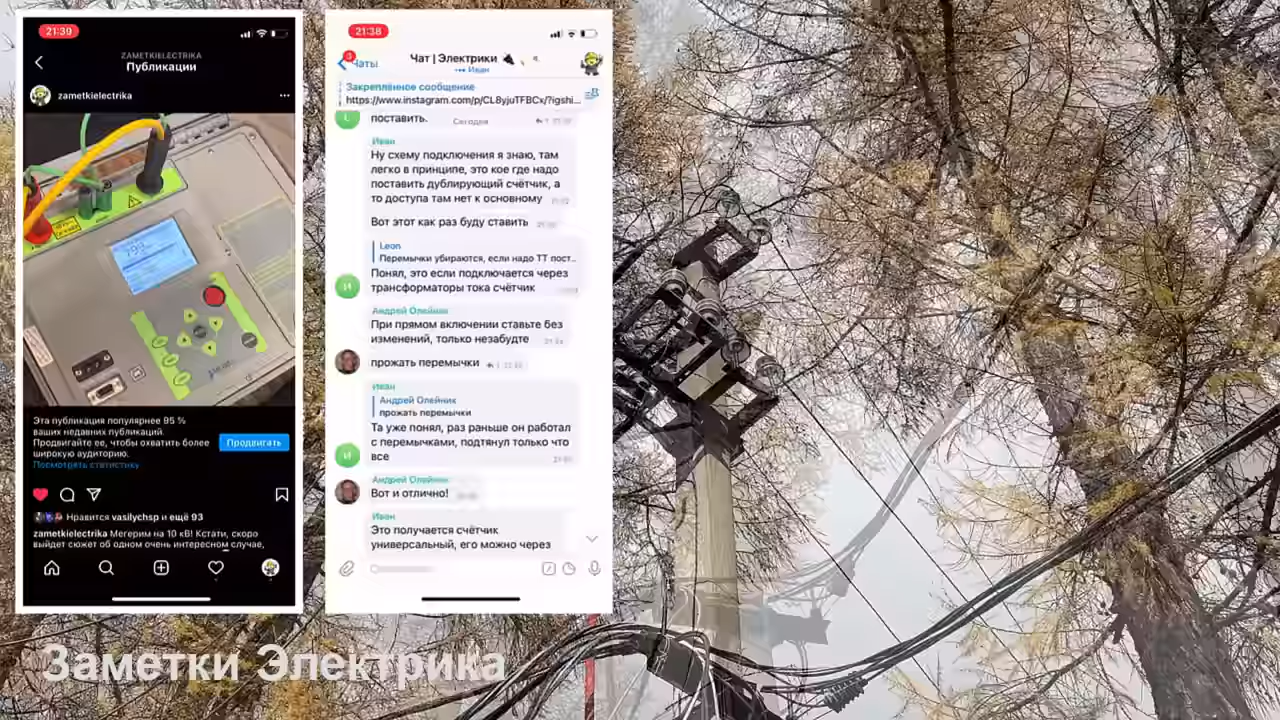 21:39
ZAMETKIELECTRIKA
Публикации
zametkielectrika
Эта публикация популярнее 95 %
ваших недавних публикаций.
Продвигайте ее, чтобы охватить более
широкую аудиторию.
Продвигать
Посмотреть статистику
Нравится vasilychsp и ещё 93
zametkielectrika Мегерим на 10 кВ! Кстати, скоро
выйдет сюжет об одном очень интересном случае,
21:38
3
Чаты
Чат | Электрики
Иван
Закреплённое сообщение
https://www.instagram.com/p/CL8yjuTFBCx/?igshi...
поставить.
Сегодня
Иван
Ну схему подключения я знаю, там
легко в принципе, это кое где надо
поставить дублирующий счётчик, а
то доступа там нет к основному
Вот этот как раз буду ставить
Leon
Перемычки убираются, если надо ТТ пост...
Понял, это если подключается через
трансформаторы тока счётчик
И
Андрей Олейник
При прямом включении ставьте без
изменений, только незабудте
прожать перемычки
Иван
Андрей Олейник
прожать перемычки
Та уже понял, раз раньше он работал
с перемычками, подтянул только что
все
И
Андрей Олейник
Вот и отлично!
Иван
Это получается счётчик
универсальный, его можно через
Заметки Электрика